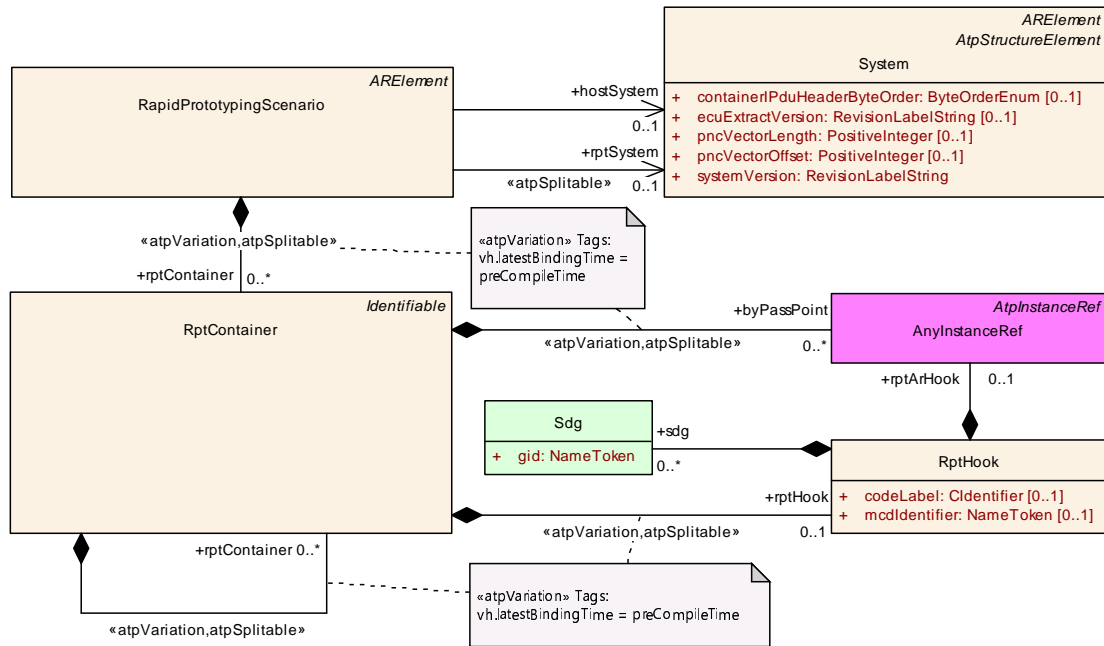 ARElement
AtpStructureElement
System
+ containerIPduHeaderByteOrder: ByteOrderEnum [0..1]
+ ecuExtractVersion: RevisionLabelString [0..1]
+ pncVectorLength: PositiveInteger [0..1]
+ pncVectorOffset: PositiveInteger [0..1]
+ systemVersion: RevisionLabelString
ARElement
RapidPrototypingScenario
+hostSystem
0..1
+rptSystem
«atpSplitable»
0..1
«atpVariation,atpSplitable»
+rptContainer
0..*
«atpVariation» Tags:
vh.latestBindingTime =
preCompileTime
Identifiable
RptContainer
+byPassPoint
«atpVariation,atpSplitable»
0..*
AtpInstanceRef
AnyInstanceRef
+rptArHook
0..1
Sdg
+ gid: NameToken
+sdg
0..*
RptHook
+ codeLabel: CIdentifier [0..1]
+ mcdIdentifier: NameToken [0..1]
+rptHook
«atpVariation,atpSplitable»
0..1
+rptContainer 0..*
«atpVariation,atpSplitable»
«atpVariation» Tags:
vh.latestBindingTime = preCompileTime